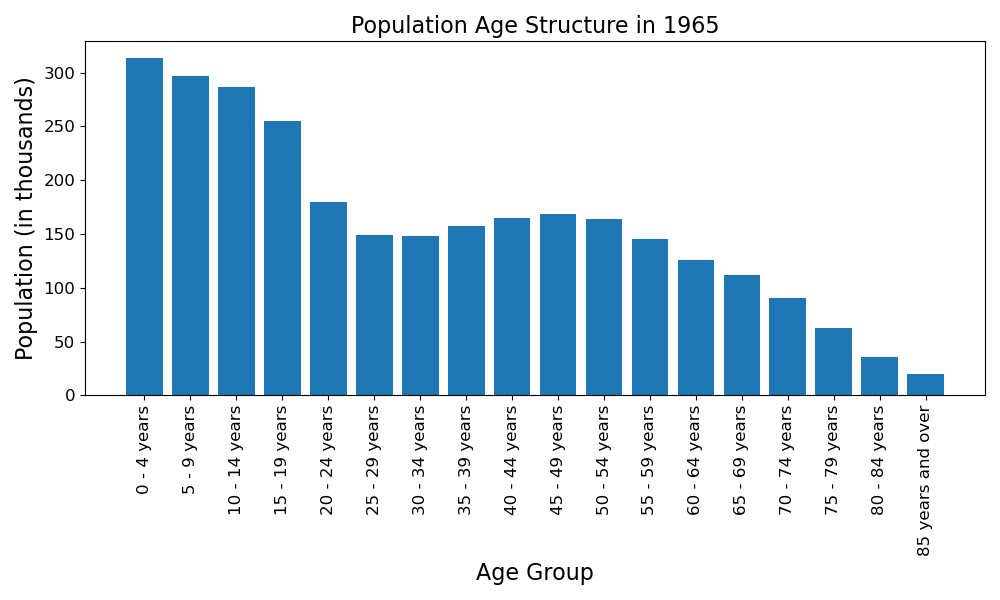 Population Age Structure in 1965
Population (in thousands)
300
250
200
150
100
50
0
0 - 4 years
5 - 9 years
10 - 14 years
15 - 19 years
20 - 24 years
25 - 29 years
30 - 34 years
35 - 39 years
40 - 44 years
45 - 49 years
50 - 54 years
55 - 59 years
60 - 64 years
65 - 69 years
70 - 74 years
75 - 79 years
80 - 84 years
85 years and over
Age Group